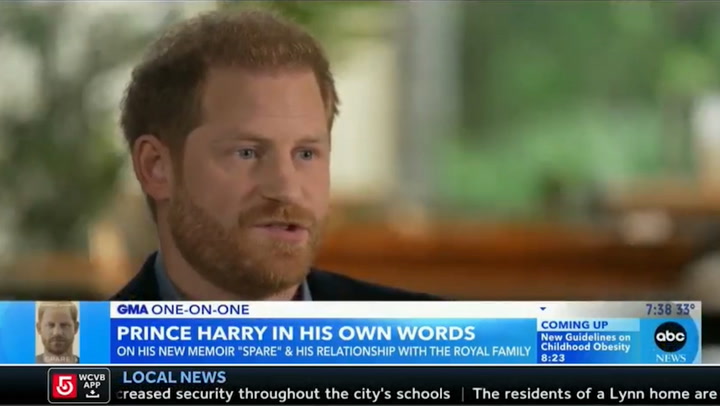 GMA ONE-ON-ONE
7:38 33°
PRINCE HARRY IN HIS OWN WORDS
ON HIS NEW MEMOIR "SPARE" & HIS RELATIONSHIP WITH THE ROYAL FAMILY
SPARE
COMING UP
New Guidelines on
Childhood Obesity
8:23
abc
NEWS
5 WCVB
APP
LOCAL NEWS
creased security throughout the city's schools | The residents of a Lynn home are